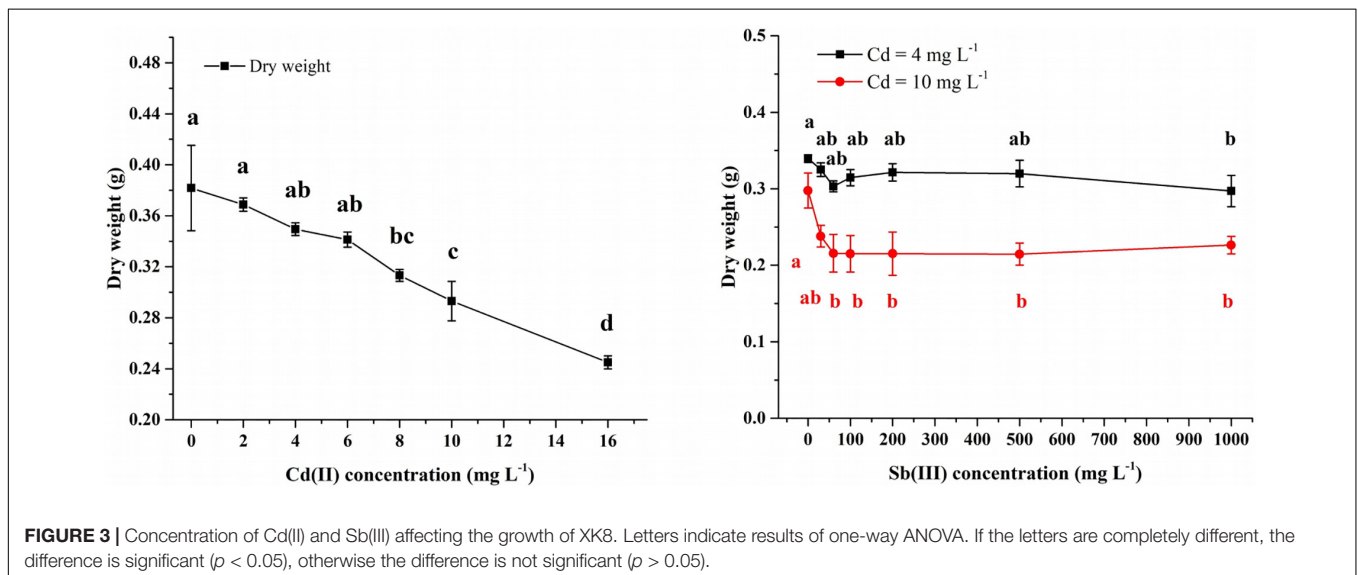 0.48
0.44
0.40
0.36
0.32
0.28
0.24
0.20
Dry weight (g)
Dry weight
a
a
ab
ab
bc
c
d
0 2 4 6 8 10 12 14 16
Cd(II) concentration (mg L-1)
0.5
0.4
0.3
0.2
0.1
0.0
Dry weight (g)
Cd = 4 mg L-1
Cd = 10 mg L-1
a
ab
ab
ab
ab
ab
b
a
ab
b
b
b
b
b
0 100 200 300 400 500 600 700 800 900 1000
Sb(III) concentration (mg L-1)
FIGURE 3 | Concentration of Cd(II) and Sb(III) affecting the growth of XK8. Letters indicate results of one-way ANOVA. If the letters are completely different, the
difference is significant (p < 0.05), otherwise the difference is not significant (p > 0.05).